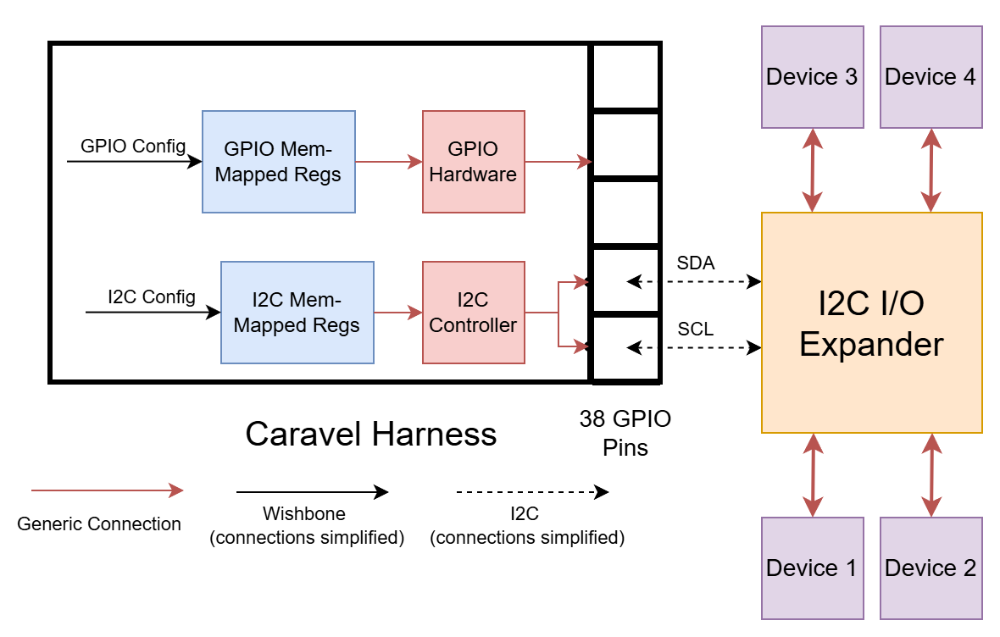 Device 3
Device 4
GPIO Config
GPIO Mem-
Mapped Regs
GPIO
Hardware
SDA
I2C Config
I2C Mem-
Mapped Regs
I2C
Controller
SCL
I2C I/O
Expander
Caravel Harness
38 GPIO
Pins
Generic Connection
Wishbone
(connections simplified)
I2C
(connections simplified)
Device 1
Device 2